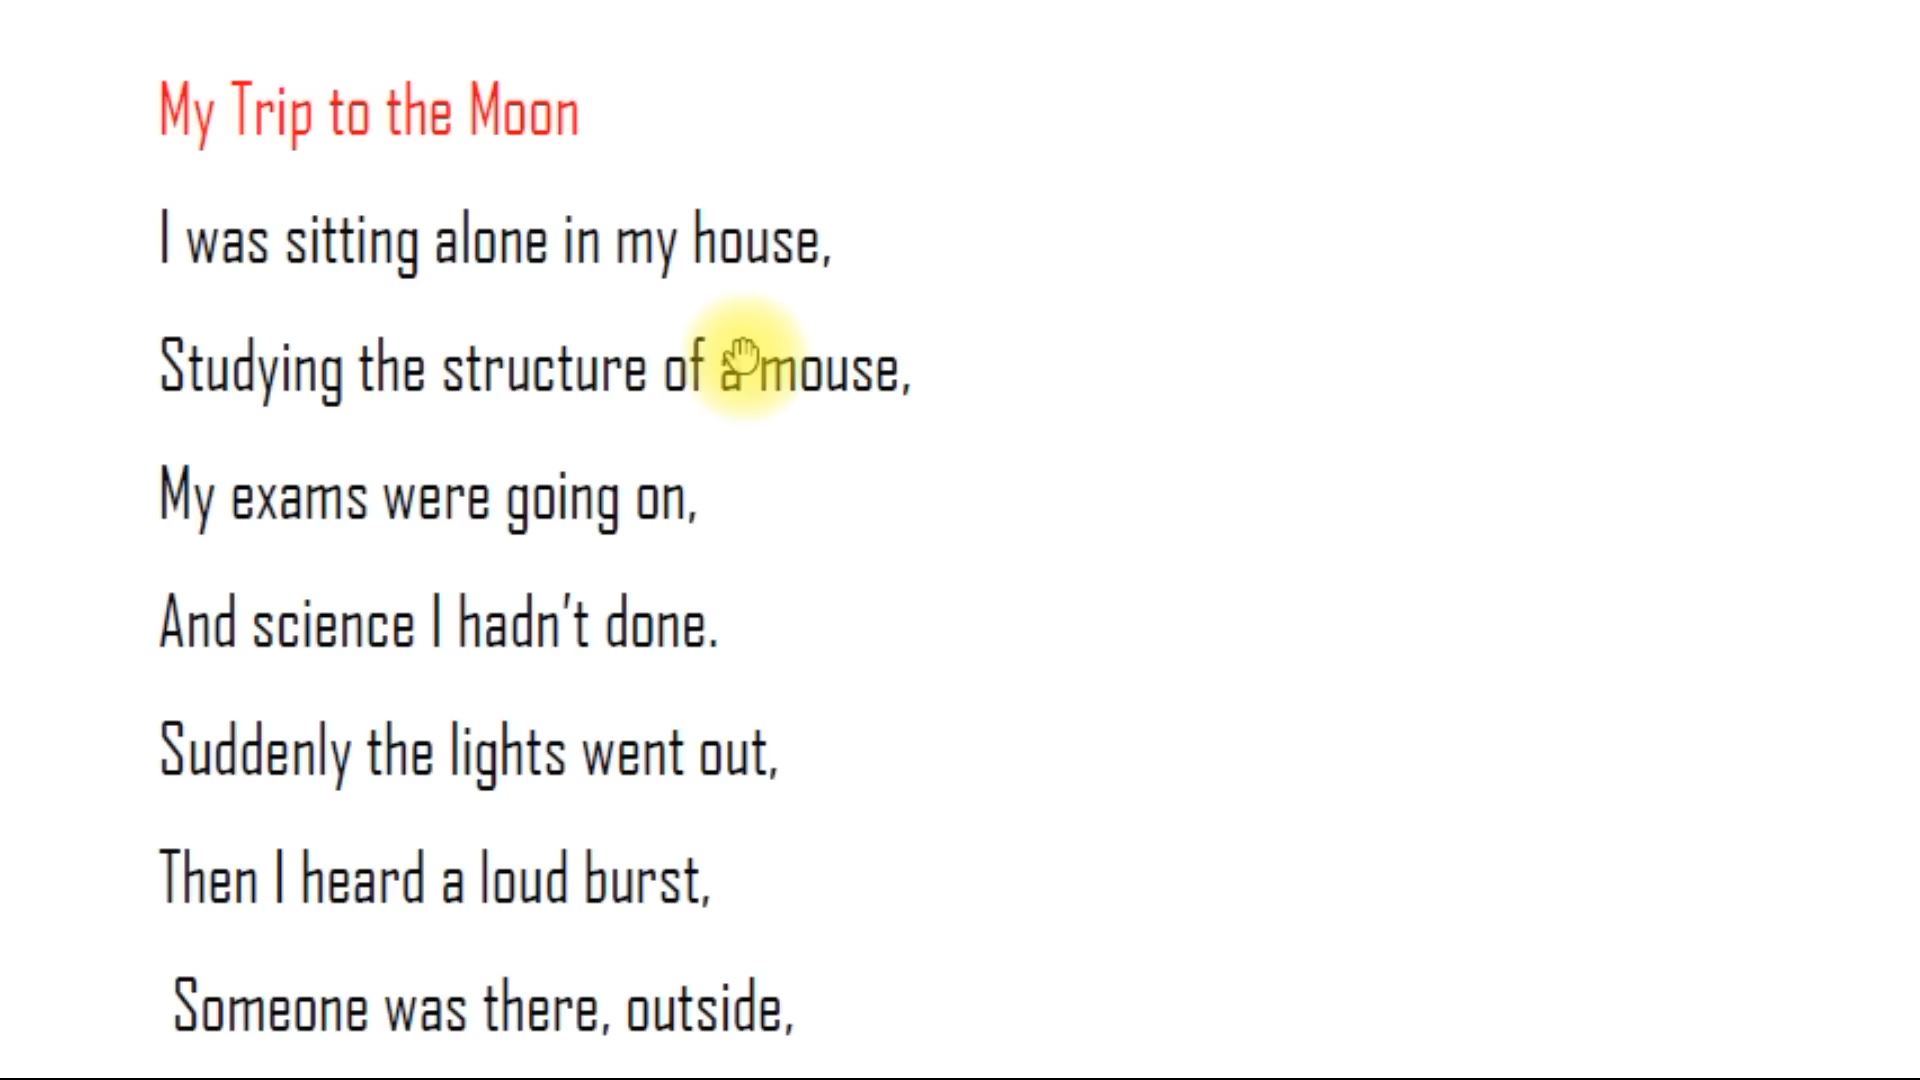 My Trip to the Moon
I was sitting alone in my house,
Studying the structure of a mouse,
My exams were going on,
And science I hadn’t done.
Suddenly the lights went out,
Then I heard a loud burst,
Someone was there, outside,